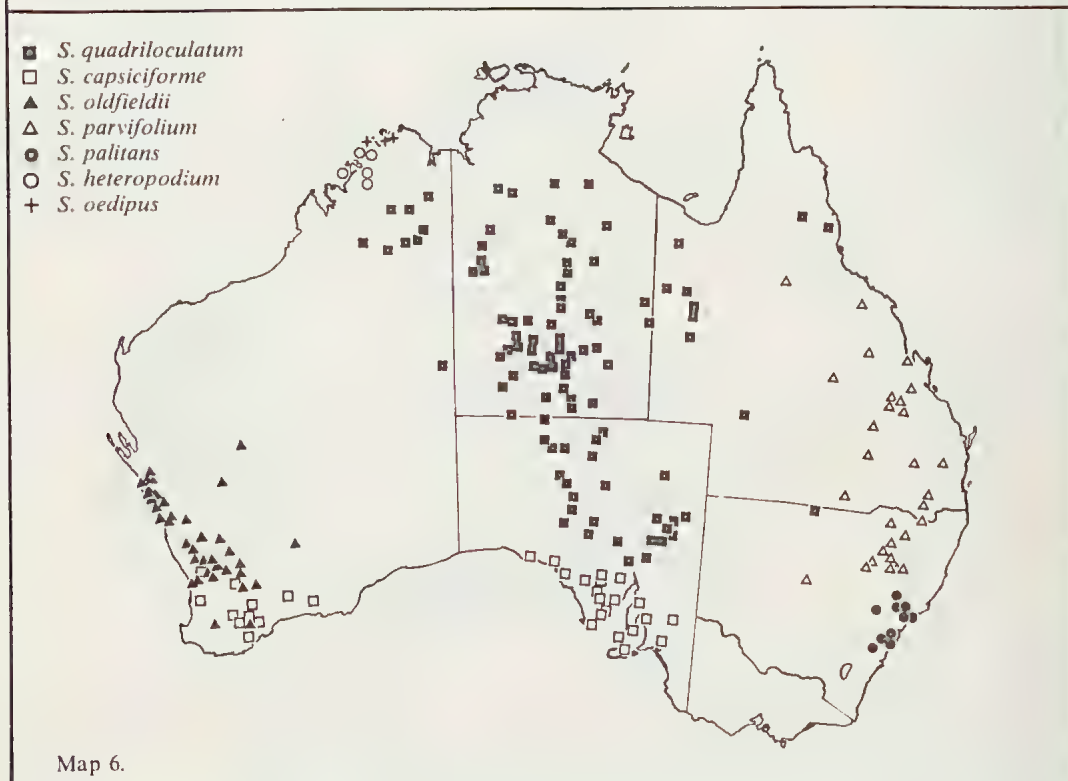 S. quadriloculatum
S. capsiciforme
S. oldfieldii
S. parvifolium
S. palitans
S. heteropodium
S. oedipus
Map 6.